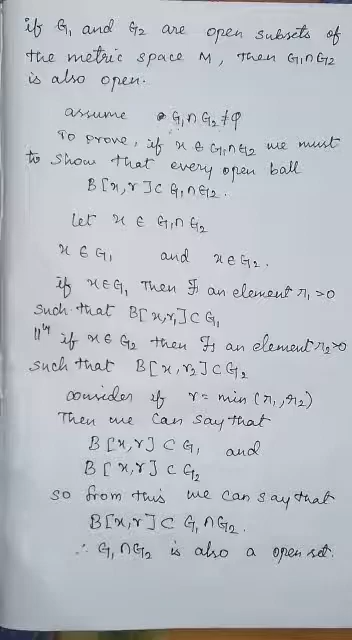 if G₁ and G₂ are open subsets of
the metric space M, then G₁∩G₂
is also open.
assume G₁∩G₂≠φ
To prove, if x ∈ G₁∩G₂ we must
to show that every open ball
B[x,r]⊂ G₁∩G₂.
Let x ∈ G₁∩G₂
x ∈ G₁ and x ∈ G₂.
if x∈G₁ Then ∃s an element r₁>0
such that B[x,r₁]⊂G₁
|||ly if x∈G₂ then ∃s an element r₂>0
such that B[x,r₂]⊂G₂
consider if r = min (r₁,r₂)
Then we can say that
B[x,r]⊂ G₁ and
B[x,r]⊂ G₂
so from this we can say that
B[x,r]⊂ G₁∩G₂.
∴ G₁∩G₂ is also a open set.